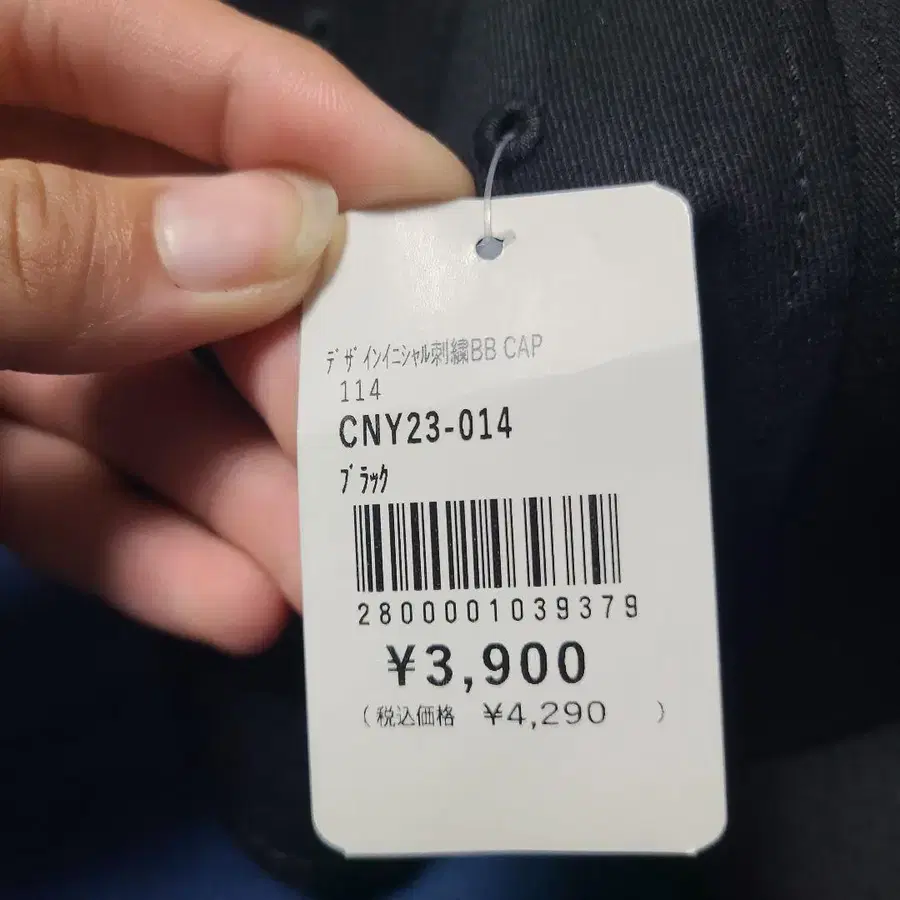 ﾃﾞｻﾞｲﾝｲﾆｼｬﾙ刺繍BB CAP
114
CNY23-014
ﾌﾞﾗｯｸ
2800001039379
¥3,900
(税込価格 ¥4,290 )